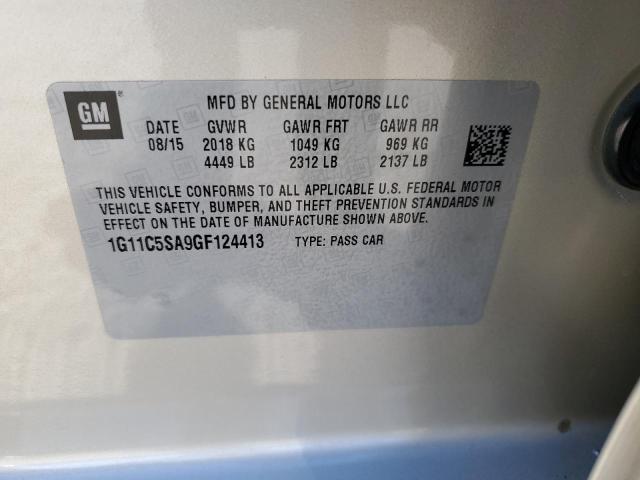 GM
MFD BY GENERAL MOTORS LLC
DATE GVWR GAWR FRT GAWR RR
08/15 2018 KG 1049 KG 969 KG
4449 LB 2312 LB 2137 LB
THIS VEHICLE CONFORMS TO ALL APPLICABLE U.S. FEDERAL MOTOR
VEHICLE SAFETY, BUMPER, AND THEFT PREVENTION STANDARDS IN
EFFECT ON THE DATE OF MANUFACTURE SHOWN ABOVE.
1G11C5SA9GF124413 TYPE: PASS CAR